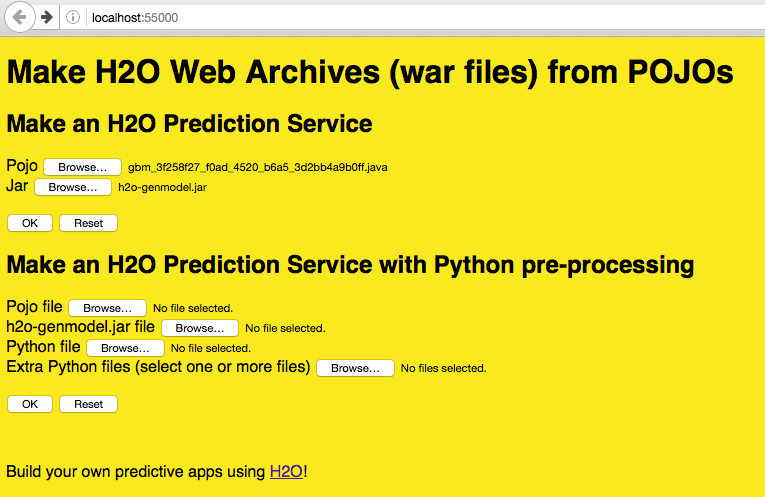 localhost:55000
Make H2O Web Archives (war files) from POJOs
Make an H2O Prediction Service
Pojo Browse... gbm_3f258f27_f0ad_4520_b6a5_3d2bb4a9b0ff.java
Jar Browse... h2o-genmodel.jar
OK Reset
Make an H2O Prediction Service with Python pre-processing
Pojo file Browse... No file selected.
h2o-genmodel.jar file Browse... No file selected.
Python file Browse... No file selected.
Extra Python files (select one or more files) Browse... No files selected.
OK Reset
Build your own predictive apps using H2O!